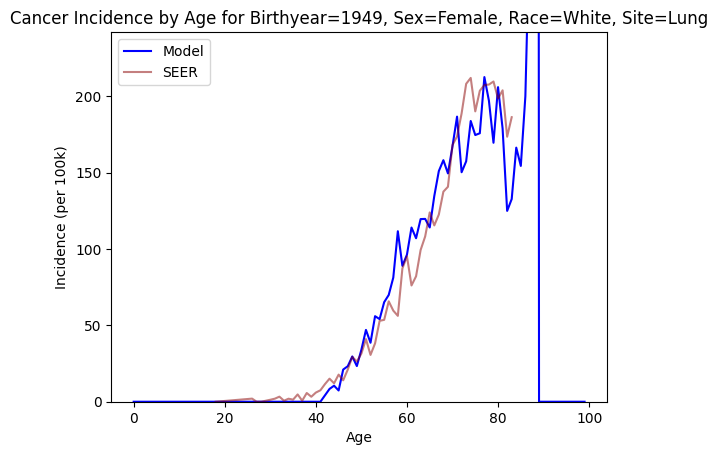 Cancer Incidence by Age for Birthyear=1949, Sex=Female, Race=White, Site=Lung
Model
SEER
200
150
100
50
0
Incidence (per 100k)
0 20 40 60 80 100
Age